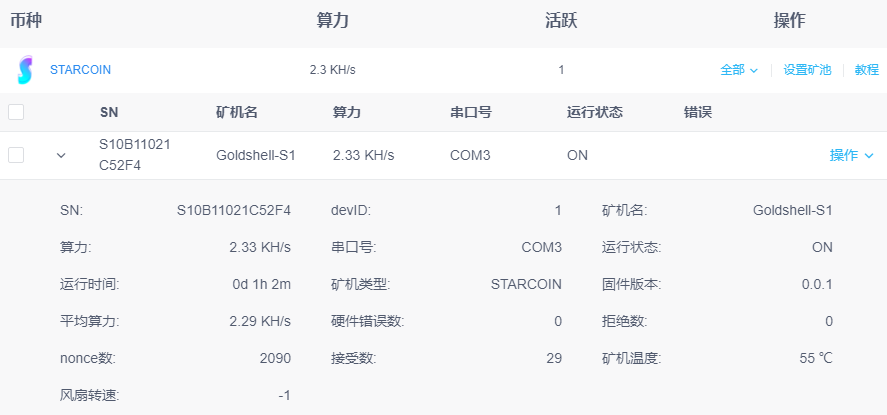 币种 算力 活跃 操作
STARCOIN 2.3 KH/s 1 全部 设置矿池 教程
SN 矿机名 算力 串口号 运行状态 错误
S10B11021
C52F4 Goldshell-S1 2.33 KH/s COM3 ON 操作
SN: S10B11021C52F4 devID: 1 矿机名: Goldshell-S1
算力: 2.33 KH/s 串口号: COM3 运行状态: ON
运行时间: 0d 1h 2m 矿机类型: STARCOIN 固件版本: 0.0.1
平均算力: 2.29 KH/s 硬件错误数: 0 拒绝数: 0
nonce数: 2090 接受数: 29 矿机温度: 55 ℃
风扇转速: -1